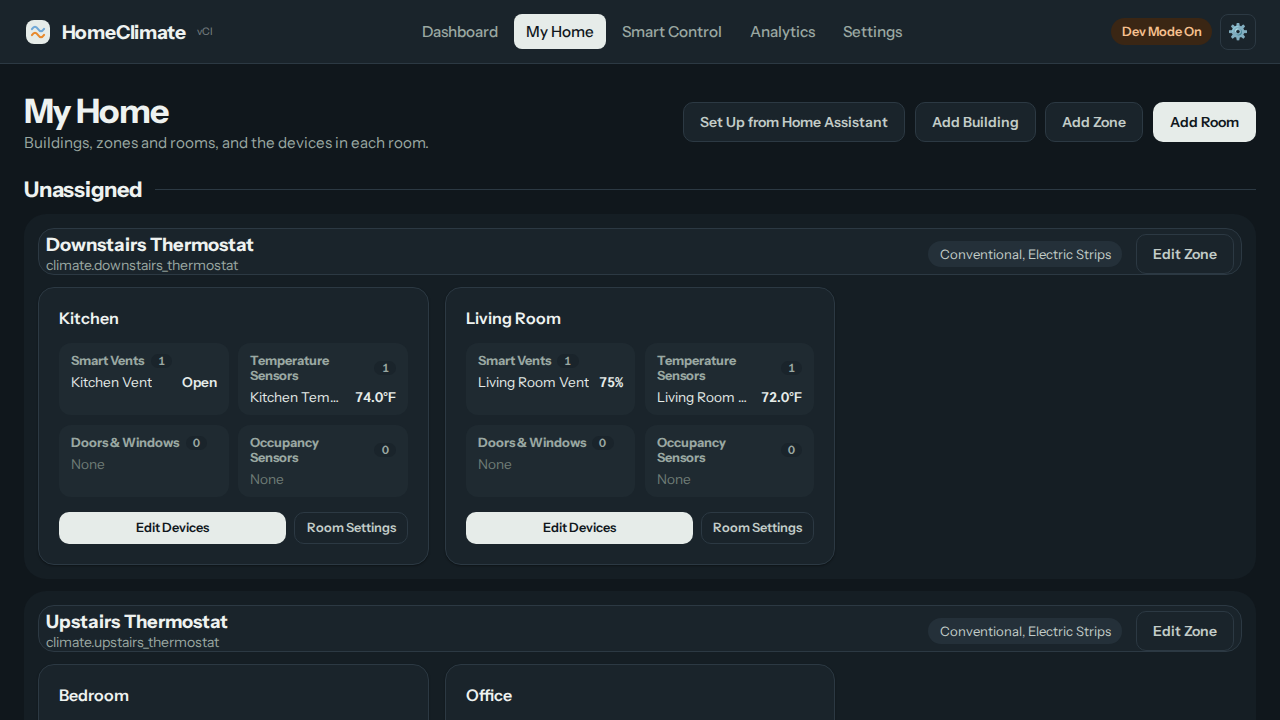 HomeClimate vCI Dashboard My Home Smart Control Analytics Settings Dev Mode On
My Home
Buildings, zones and rooms, and the devices in each room.
Set Up from Home Assistant Add Building Add Zone Add Room
Unassigned
Downstairs Thermostat
climate.downstairs_thermostat
Conventional, Electric Strips Edit Zone
Kitchen
Smart Vents 1
Kitchen Vent Open
Temperature
Sensors 1
Kitchen Tem... 74.0°F
Doors & Windows 0
None
Occupancy
Sensors 0
None
Edit Devices Room Settings
Living Room
Smart Vents 1
Living Room Vent 75%
Temperature
Sensors 1
Living Room ... 72.0°F
Doors & Windows 0
None
Occupancy
Sensors 0
None
Edit Devices Room Settings
Upstairs Thermostat
climate.upstairs_thermostat
Conventional, Electric Strips Edit Zone
Bedroom
Office